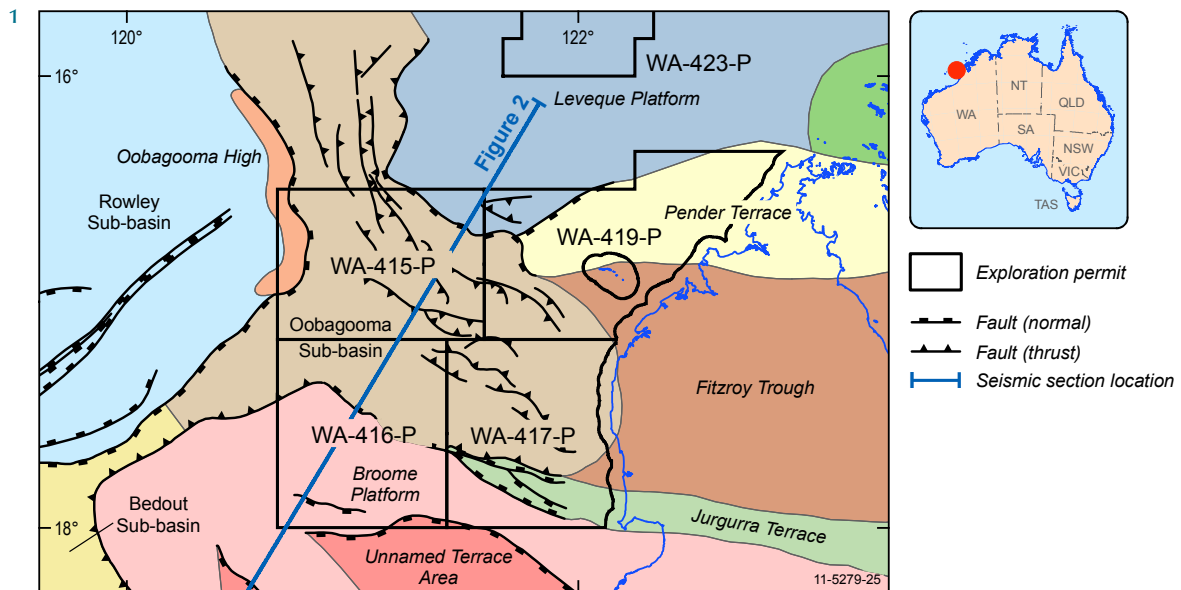 1
120°
122°
16°
WA-423-P
Leveque Platform
Figure 2
Oobagooma High
Rowley
Sub-basin
Pender Terrace
WA-419-P
WA-415-P
Oobagooma
Sub-basin
Fitzroy Trough
WA-416-P
WA-417-P
Broome
Platform
Bedout
Sub-basin
18°
Jurgurra Terrace
Unnamed Terrace
Area
11-5279-25
NT
QLD
WA
SA
NSW
VIC
TAS
Exploration permit
Fault (normal)
Fault (thrust)
Seismic section location